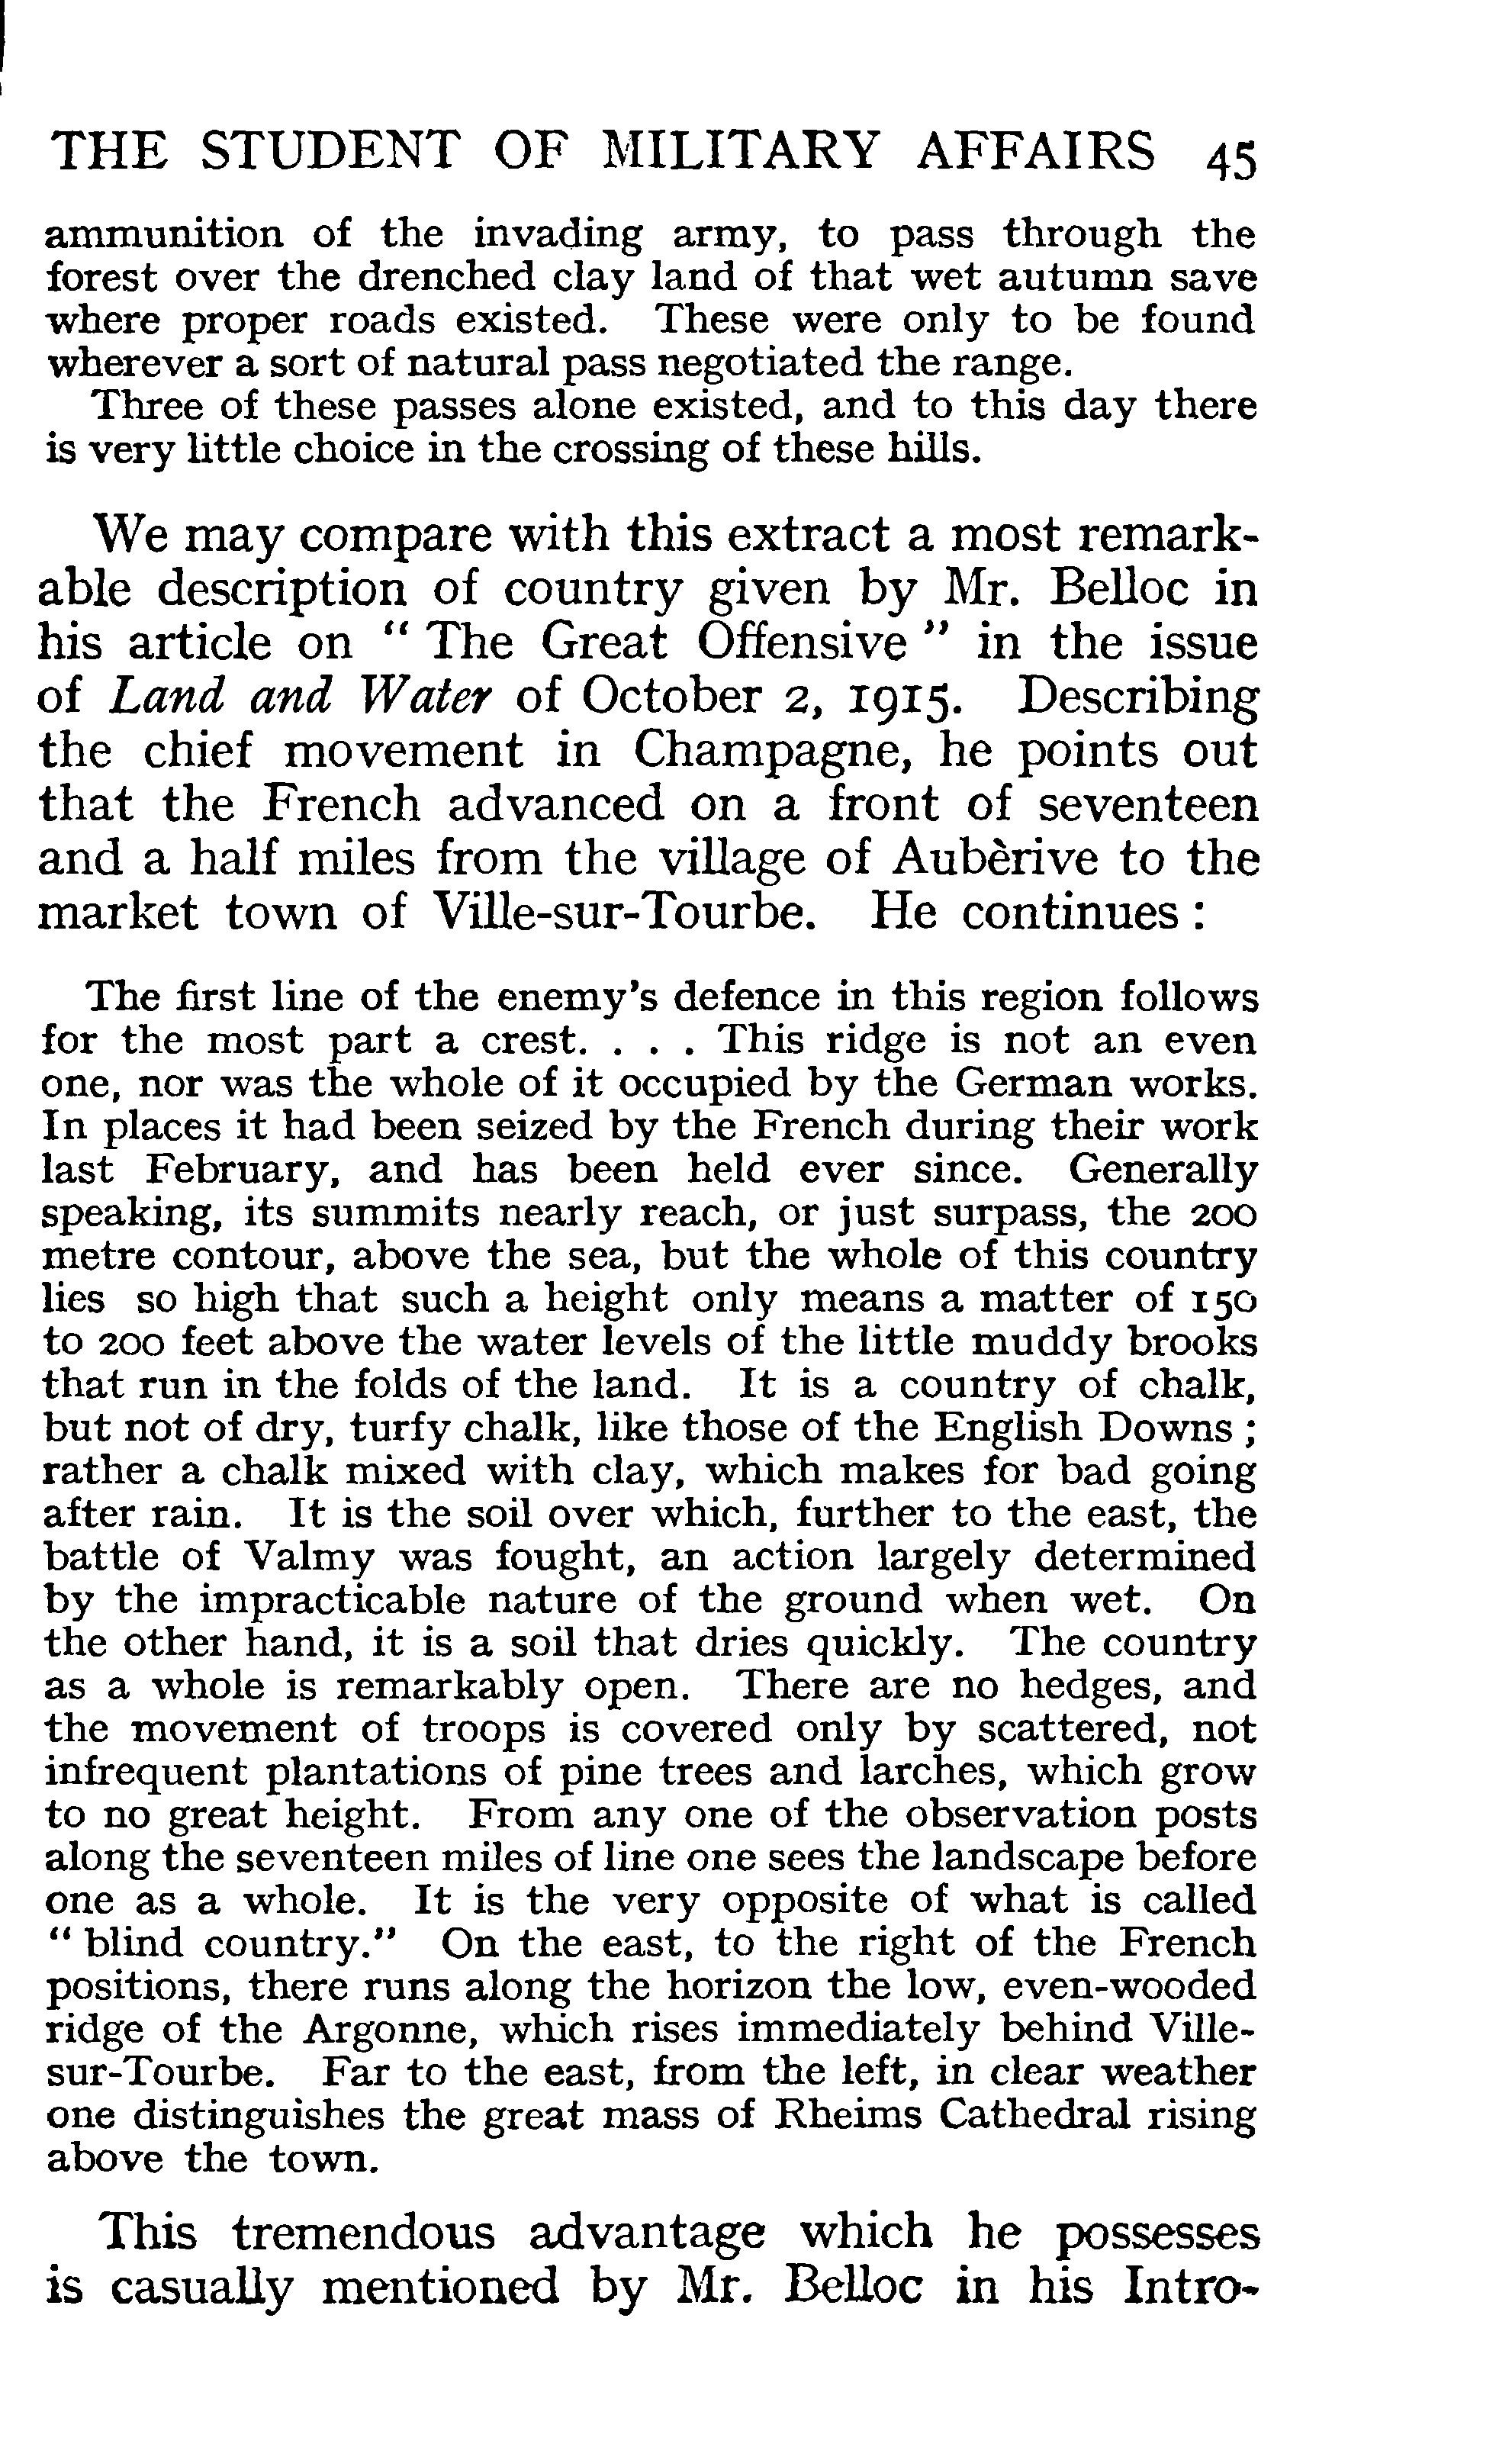 THE STUDENT OF MILITARY AFFAIRS 45
ammunition of the invading army, to pass through the
forest over the drenched clay land of that wet autumn save
where proper roads existed. These were only to be found
wherever a sort of natural pass negotiated the range.
Three of these passes alone existed, and to this day there
is very little choice in the crossing of these hills.
We may compare with this extract a most remark-
able description of country given by Mr. Belloc in
his article on “ The Great Offensive ” in the issue
of Land and Water of October 2, 1915. Describing
the chief movement in Champagne, he points out
that the French advanced on a front of seventeen
and a half miles from the village of Aubèrive to the
market town of Ville-sur-Tourbe. He continues :
The first line of the enemy’s defence in this region follows
for the most part a crest. . . . This ridge is not an even
one, nor was the whole of it occupied by the German works.
In places it had been seized by the French during their work
last February, and has been held ever since. Generally
speaking, its summits nearly reach, or just surpass, the 200
metre contour, above the sea, but the whole of this country
lies so high that such a height only means a matter of 150
to 200 feet above the water levels of the little muddy brooks
that run in the folds of the land. It is a country of chalk,
but not of dry, turfy chalk, like those of the English Downs ;
rather a chalk mixed with clay, which makes for bad going
after rain. It is the soil over which, further to the east, the
battle of Valmy was fought, an action largely determined
by the impracticable nature of the ground when wet. On
the other hand, it is a soil that dries quickly. The country
as a whole is remarkably open. There are no hedges, and
the movement of troops is covered only by scattered, not
infrequent plantations of pine trees and larches, which grow
to no great height. From any one of the observation posts
along the seventeen miles of line one sees the landscape before
one as a whole. It is the very opposite of what is called
“ blind country.” On the east, to the right of the French
positions, there runs along the horizon the low, even-wooded
ridge of the Argonne, which rises immediately behind Ville-
sur-Tourbe. Far to the east, from the left, in clear weather
one distinguishes the great mass of Rheims Cathedral rising
above the town.
This tremendous advantage which he possesses
is casually mentioned by Mr. Belloc in his Intro-